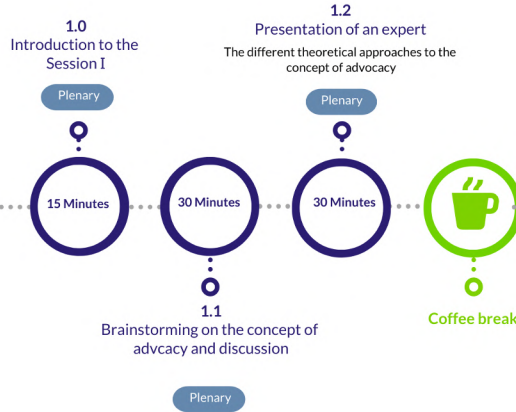 1.0
Introduction to the
Session I
Plenary
1.2
Presentation of an expert
The different theoretical approaches to the
concept of advocacy
Plenary
15 Minutes
30 Minutes
30 Minutes
1.1
Brainstorming on the concept of
advcacy and discussion
Plenary
Coffee break